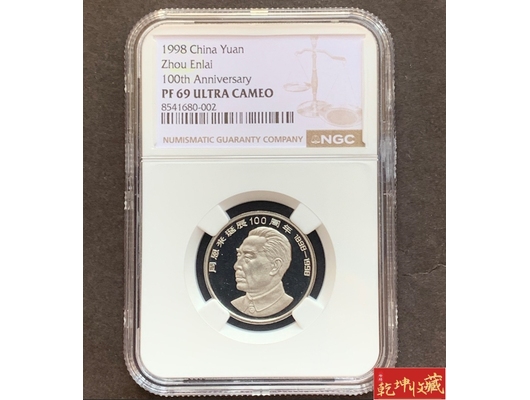 1998 China Yuan
Zhou Enlai
100th Anniversary
PF 69 ULTRA CAMEO
8541680-002
NUMISMATIC GUARANTY COMPANY
NGC
周恩来诞辰100周年 1898-1998
乾坤收藏